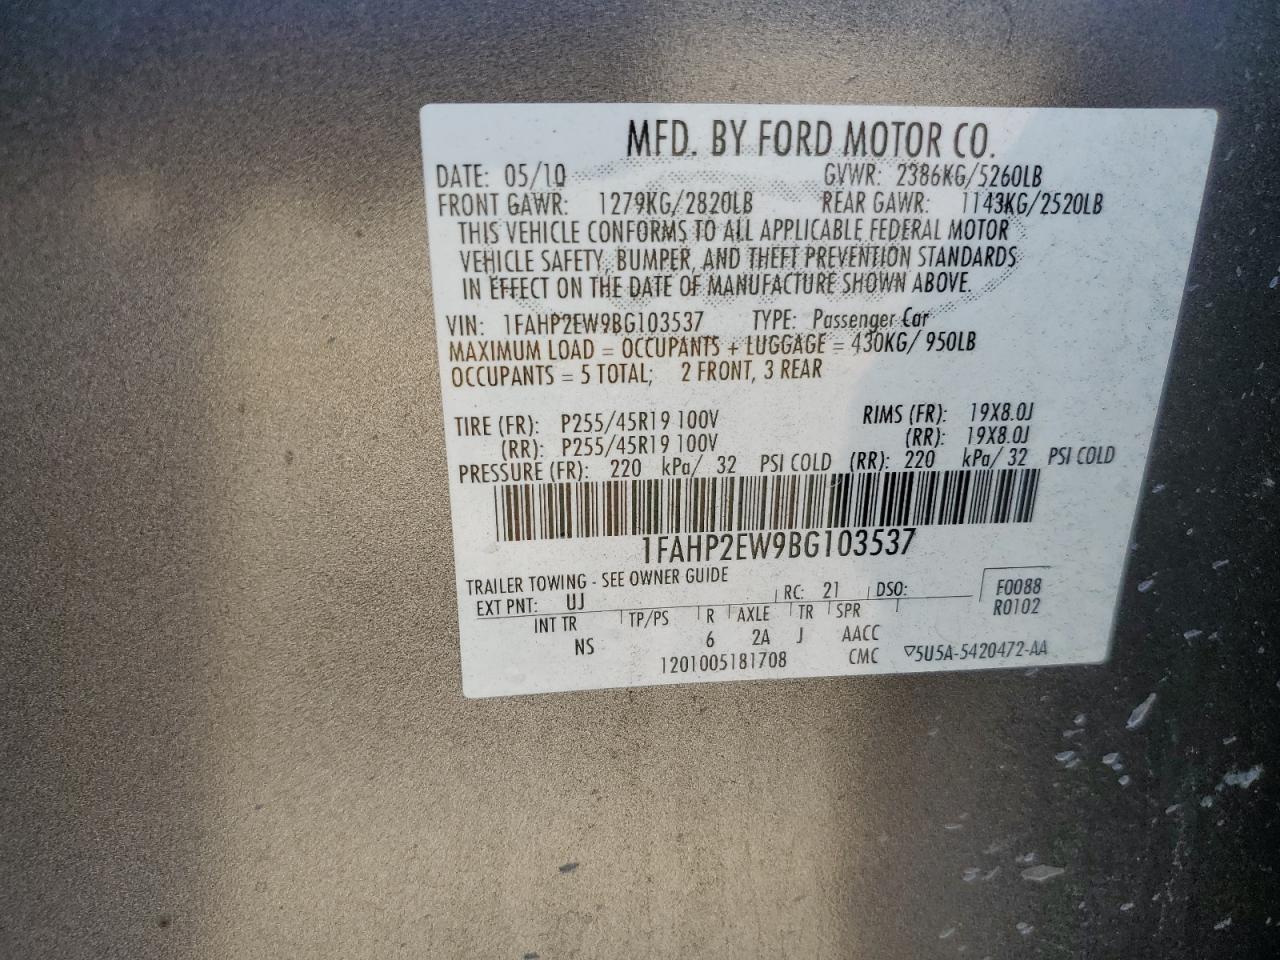 MFD. BY FORD MOTOR CO.
DATE: 05/10 GVWR: 2386KG/5260LB
FRONT GAWR: 1279KG/2820LB REAR GAWR: 1143KG/2520LB
THIS VEHICLE CONFORMS TO ALL APPLICABLE FEDERAL MOTOR
VEHICLE SAFETY, BUMPER, AND THEFT PREVENTION STANDARDS
IN EFFECT ON THE DATE OF MANUFACTURE SHOWN ABOVE.
VIN: 1FAHP2EW9BG103537 TYPE: Passenger Car
MAXIMUM LOAD = OCCUPANTS + LUGGAGE = 430KG/ 950LB
OCCUPANTS = 5 TOTAL; 2 FRONT, 3 REAR
TIRE (FR): P255/45R19 100V RIMS (FR): 19X8.0J
(RR): P255/45R19 100V (RR): 19X8.0J
PRESSURE (FR): 220 kPa/ 32 PSI COLD (RR): 220 kPa/ 32 PSI COLD
1FAHP2EW9BG103537
TRAILER TOWING - SEE OWNER GUIDE
EXT PNT: UJ RC: 21 DSO: F0088
INT TR TP/PS R AXLE TR SPR R0102
NS 6 2A J AACC
1201005181708 CMC ▽5U5A-5420472-AA